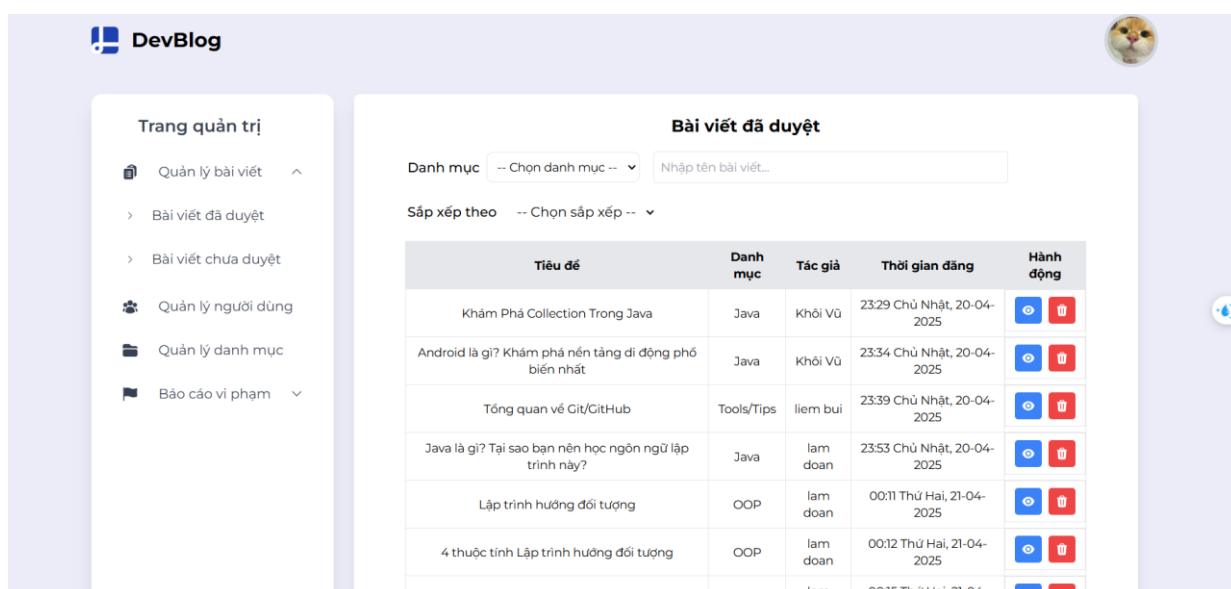 DevBlog
Trang quản trị
Quản lý bài viết
Bài viết đã duyệt
Bài viết chưa duyệt
Quản lý người dùng
Quản lý danh mục
Báo cáo vi phạm
Bài viết đã duyệt
Danh mục -- Chọn danh mục -- Nhập tên bài viết...
Sắp xếp theo -- Chọn sắp xếp --
Tiêu đề Danh mục Tác giả Thời gian đăng Hành động
Khám Phá Collection Trong Java Java Khôi Vũ 23:29 Chủ Nhật, 20-04-2025
Android là gì? Khám phá nền tảng di động phổ biến nhất Java Khôi Vũ 23:34 Chủ Nhật, 20-04-2025
Tổng quan về Git/GitHub Tools/Tips liem bui 23:39 Chủ Nhật, 20-04-2025
Java là gì? Tại sao bạn nên học ngôn ngữ lập trình này? Java lam doan 23:53 Chủ Nhật, 20-04-2025
Lập trình hướng đối tượng OOP lam doan 00:11 Thứ Hai, 21-04-2025
4 thuộc tính Lập trình hướng đối tượng OOP lam doan 00:12 Thứ Hai, 21-04-2025